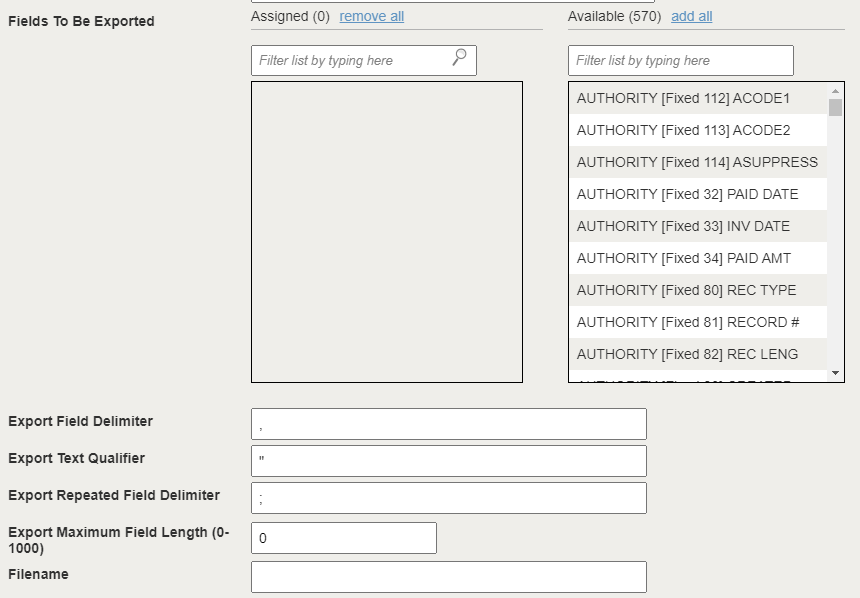 Fields To Be Exported
Assigned (0) remove all
Available (570) add all
Filter list by typing here
Filter list by typing here
AUTHORITY [Fixed 112] ACODE1
AUTHORITY [Fixed 113] ACODE2
AUTHORITY [Fixed 114] ASUPPRESS
AUTHORITY [Fixed 32] PAID DATE
AUTHORITY [Fixed 33] INV DATE
AUTHORITY [Fixed 34] PAID AMT
AUTHORITY [Fixed 80] REC TYPE
AUTHORITY [Fixed 81] RECORD #
AUTHORITY [Fixed 82] REC LENG
Export Field Delimiter
,
Export Text Qualifier
"
Export Repeated Field Delimiter
;
Export Maximum Field Length (0-
1000)
0
Filename